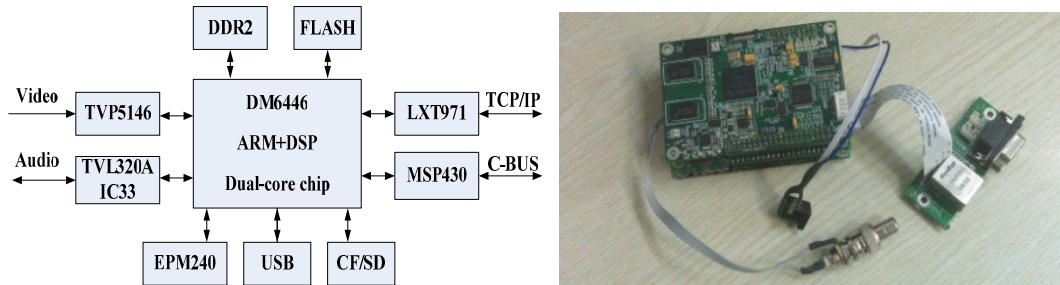 DDR2
FLASH
Video
TVP5146
DM6446
ARM+DSP
Dual-core chip
LXT971
TCP/IP
Audio
TVL320A
IC33
MSP430
C-BUS
EPM240
USB
CF/SD